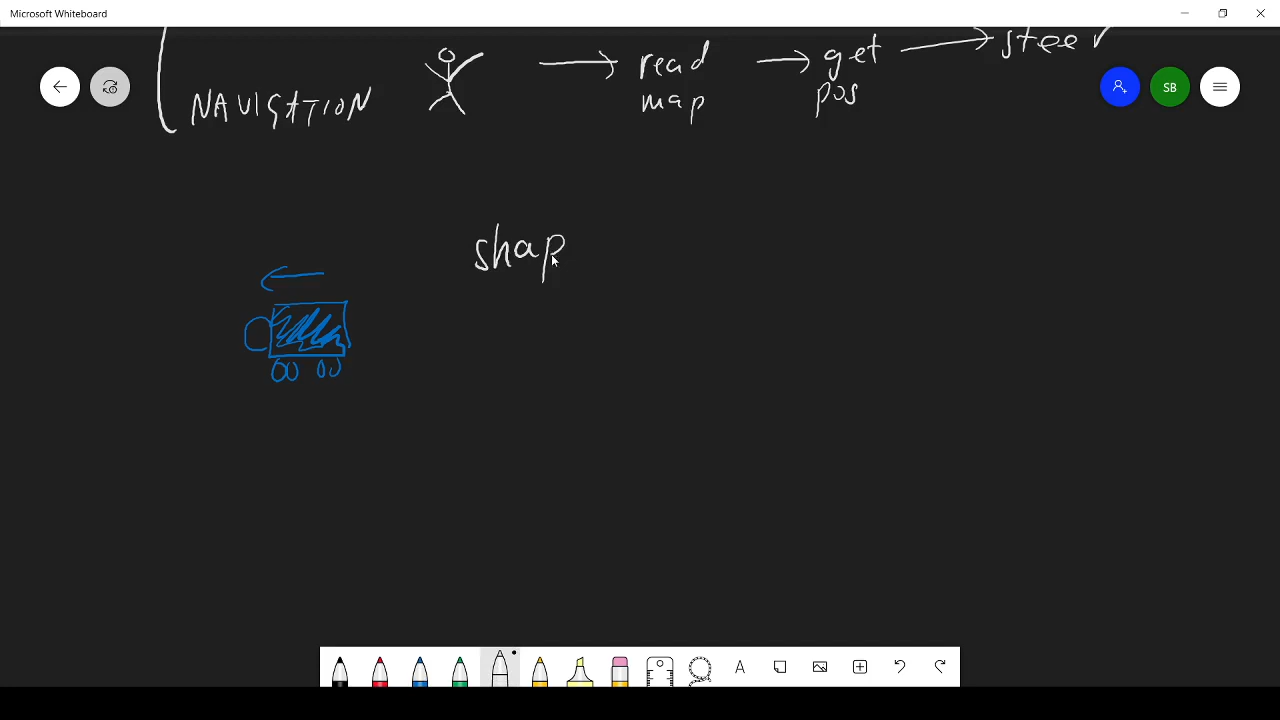 Microsoft Whiteboard
NAVIGATION → read map → get pos → steer
SB
shap
A